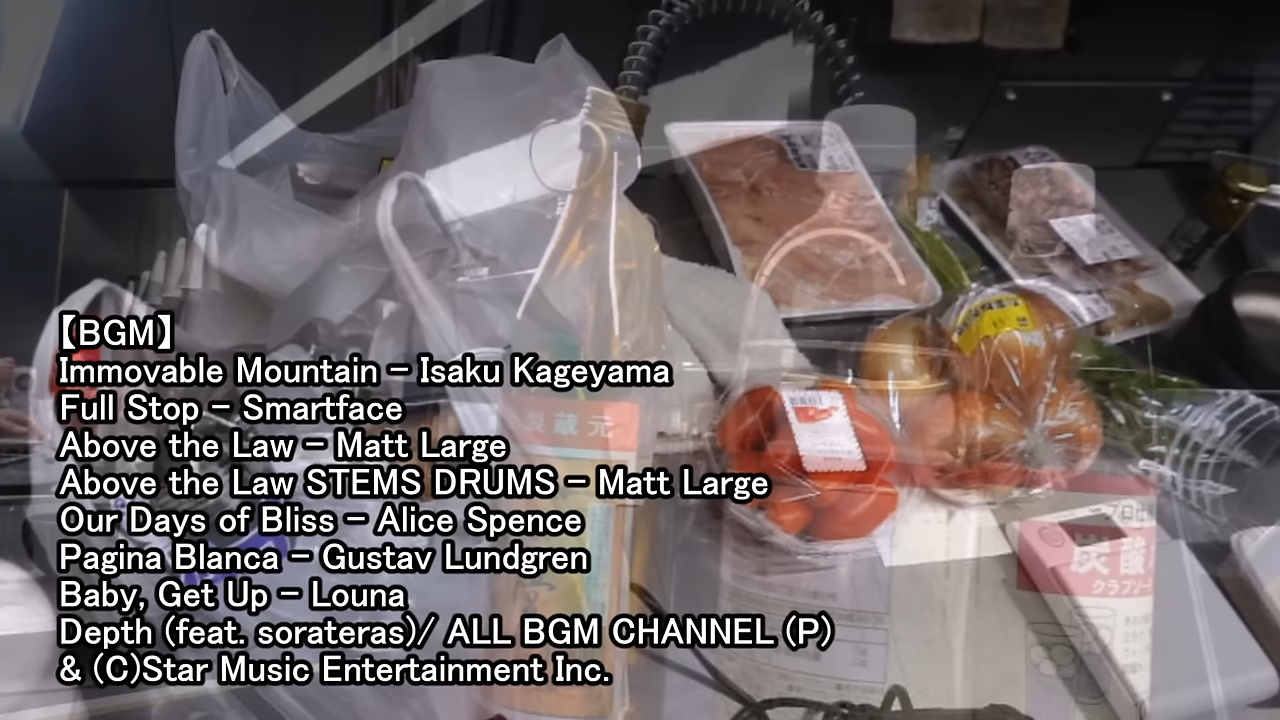 【BGM】
Immovable Mountain – Isaku Kageyama
Full Stop – Smartface
Above the Law – Matt Large
Above the Law STEMS DRUMS – Matt Large
Our Days of Bliss – Alice Spence
Pagina Blanca – Gustav Lundgren
Baby, Get Up – Louna
Depth (feat. sorateras)/ ALL BGM CHANNEL (P)
& (C)Star Music Entertainment Inc.
製蔵元
炭酸